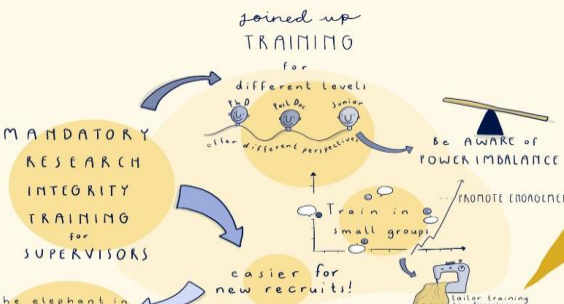 joined up
TRAINING
for
different levels
PhD
Post Doc
Junior
offer different perspectives
MANDATORY
RESEARCH
INTEGRITY
TRAINING
for
SUPERVISORS
Be AWARE OF
POWER IMBALANCE
PROMOTE ENGAGEMEN
Train in
small groups
easier for
new recruits!
tailor training
he elephant in